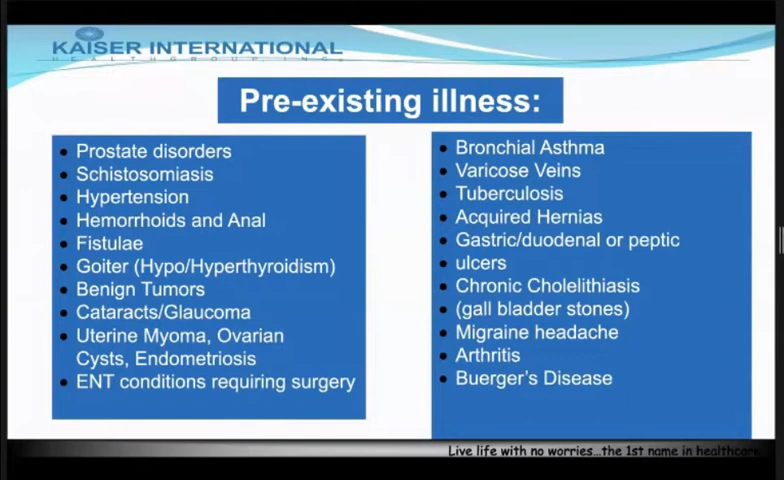 KAISER INTERNATIONAL
HEALTHGROUP, INC.
Pre-existing illness:
• Prostate disorders
• Schistosomiasis
• Hypertension
• Hemorrhoids and Anal
• Fistulae
• Goiter (Hypo/Hyperthyroidism)
• Benign Tumors
• Cataracts/Glaucoma
• Uterine Myoma, Ovarian
Cysts, Endometriosis
• ENT conditions requiring surgery
• Bronchial Asthma
• Varicose Veins
• Tuberculosis
• Acquired Hernias
• Gastric/duodenal or peptic
• ulcers
• Chronic Cholelithiasis
• (gall bladder stones)
• Migraine headache
• Arthritis
• Buerger's Disease
Live life with no worries...the 1st name in healthcare